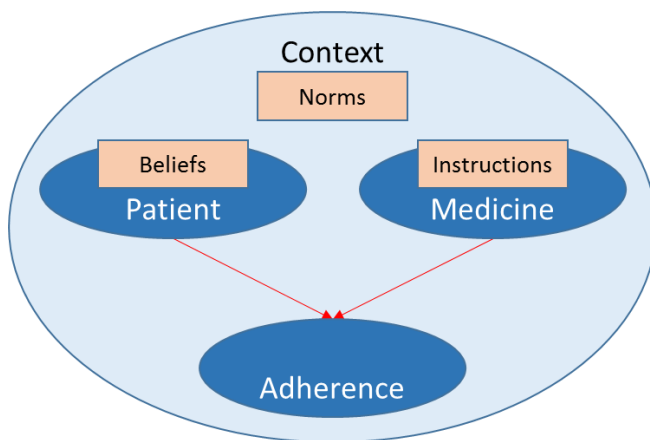 Context
Norms
Beliefs
Instructions
Patient
Medicine
Adherence